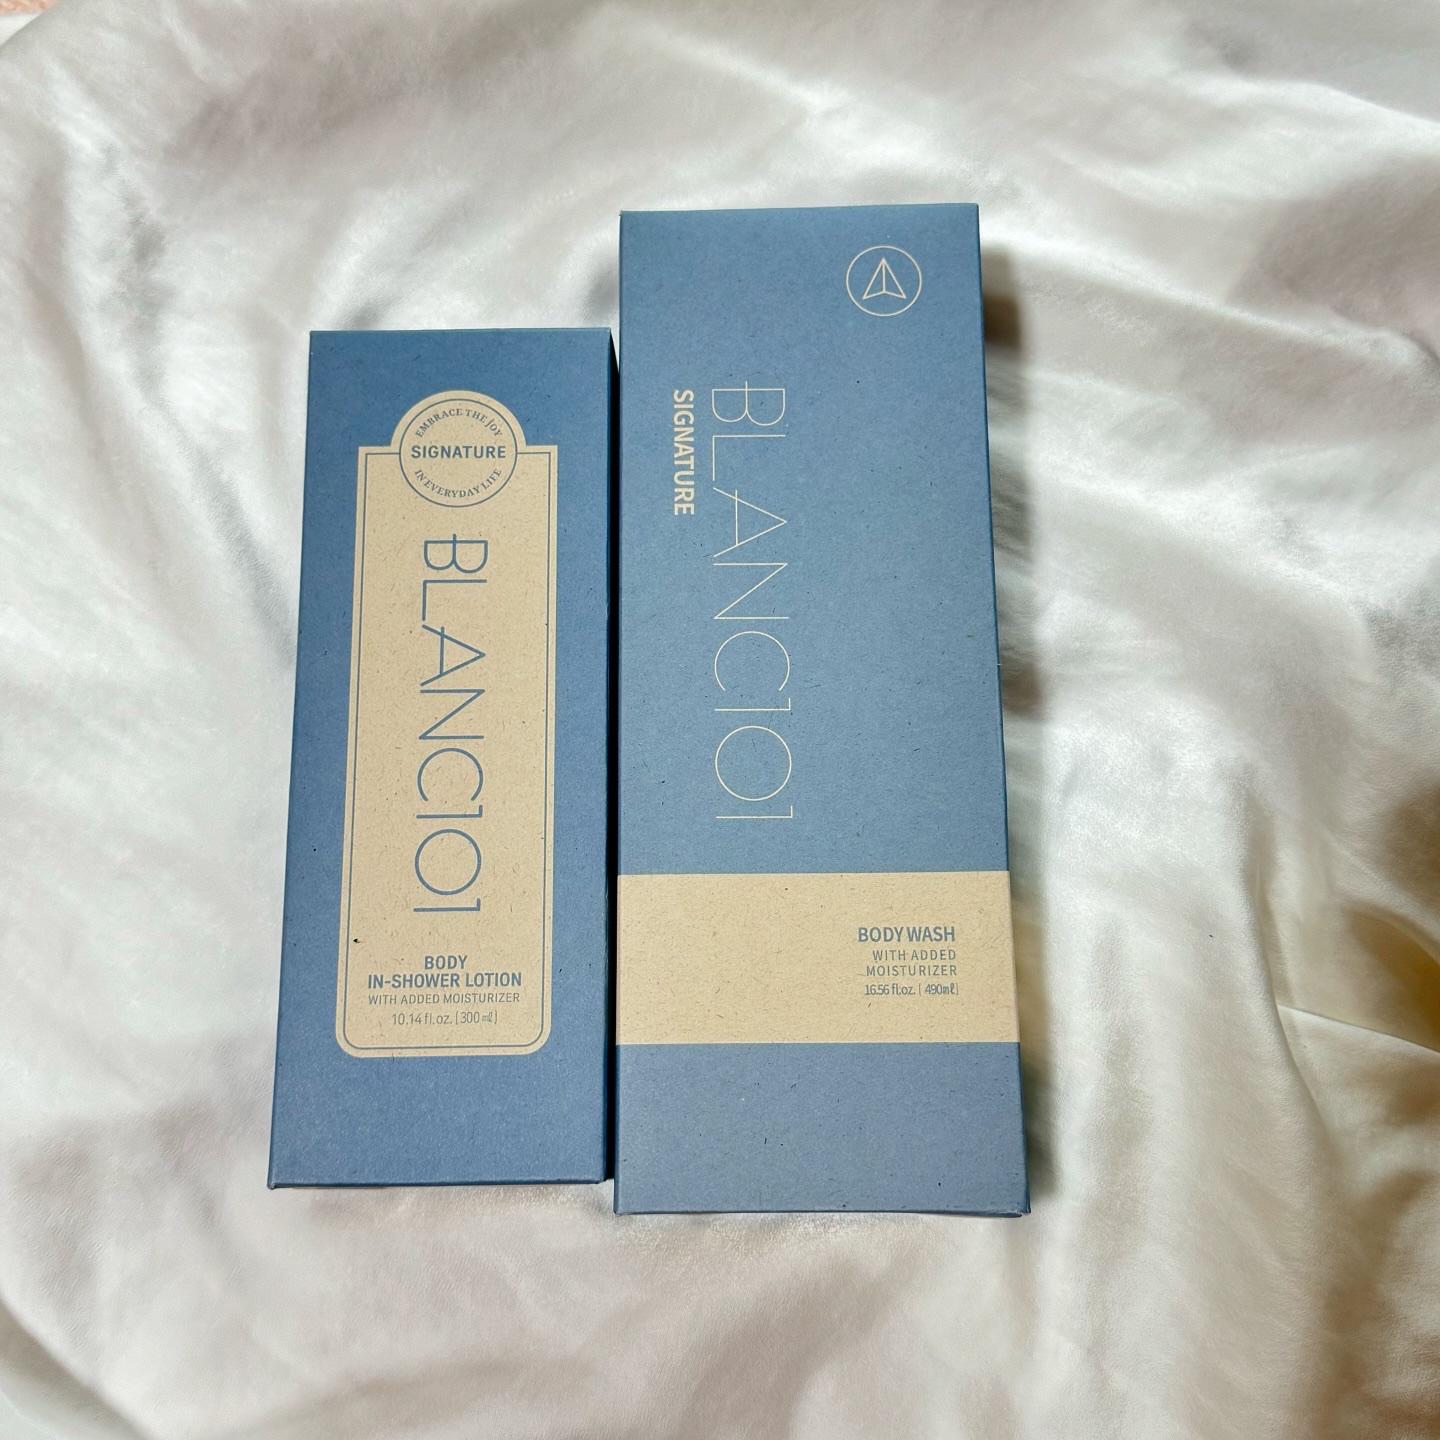 EMBRACE THE JOY
SIGNATURE
IN EVERYDAY LIFE
BLANC101
BODY
IN-SHOWER LOTION
WITH ADDED MOISTURIZER
10.14 fl.oz. [300㎖]
BLANC101
SIGNATURE
BODY WASH
WITH ADDED
MOISTURIZER
16.56 fl.oz. [490㎖]